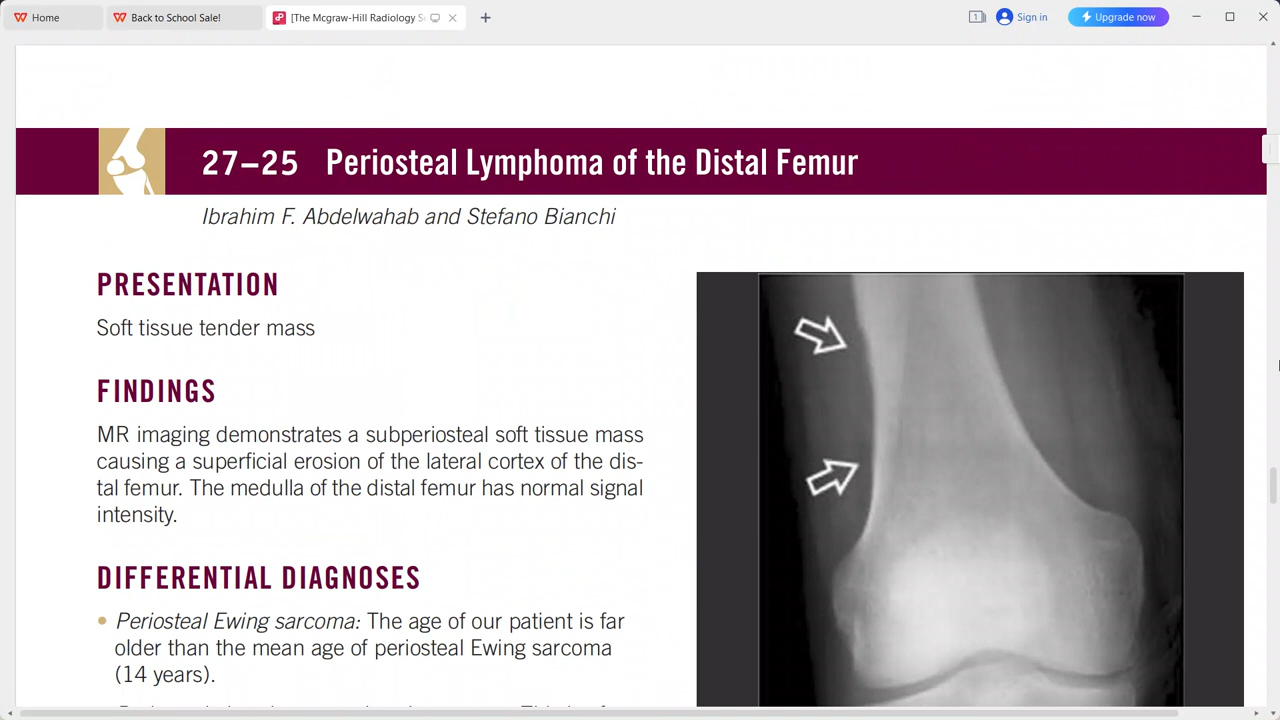 Home
Back to School Sale!
[The Mcgraw-Hill Radiology S
1
Sign in
Upgrade now
27–25 Periosteal Lymphoma of the Distal Femur
Ibrahim F. Abdelwahab and Stefano Bianchi
PRESENTATION
Soft tissue tender mass
FINDINGS
MR imaging demonstrates a subperiosteal soft tissue mass
causing a superficial erosion of the lateral cortex of the dis-
tal femur. The medulla of the distal femur has normal signal
intensity.
DIFFERENTIAL DIAGNOSES
• Periosteal Ewing sarcoma: The age of our patient is far
older than the mean age of periosteal Ewing sarcoma
(14 years).